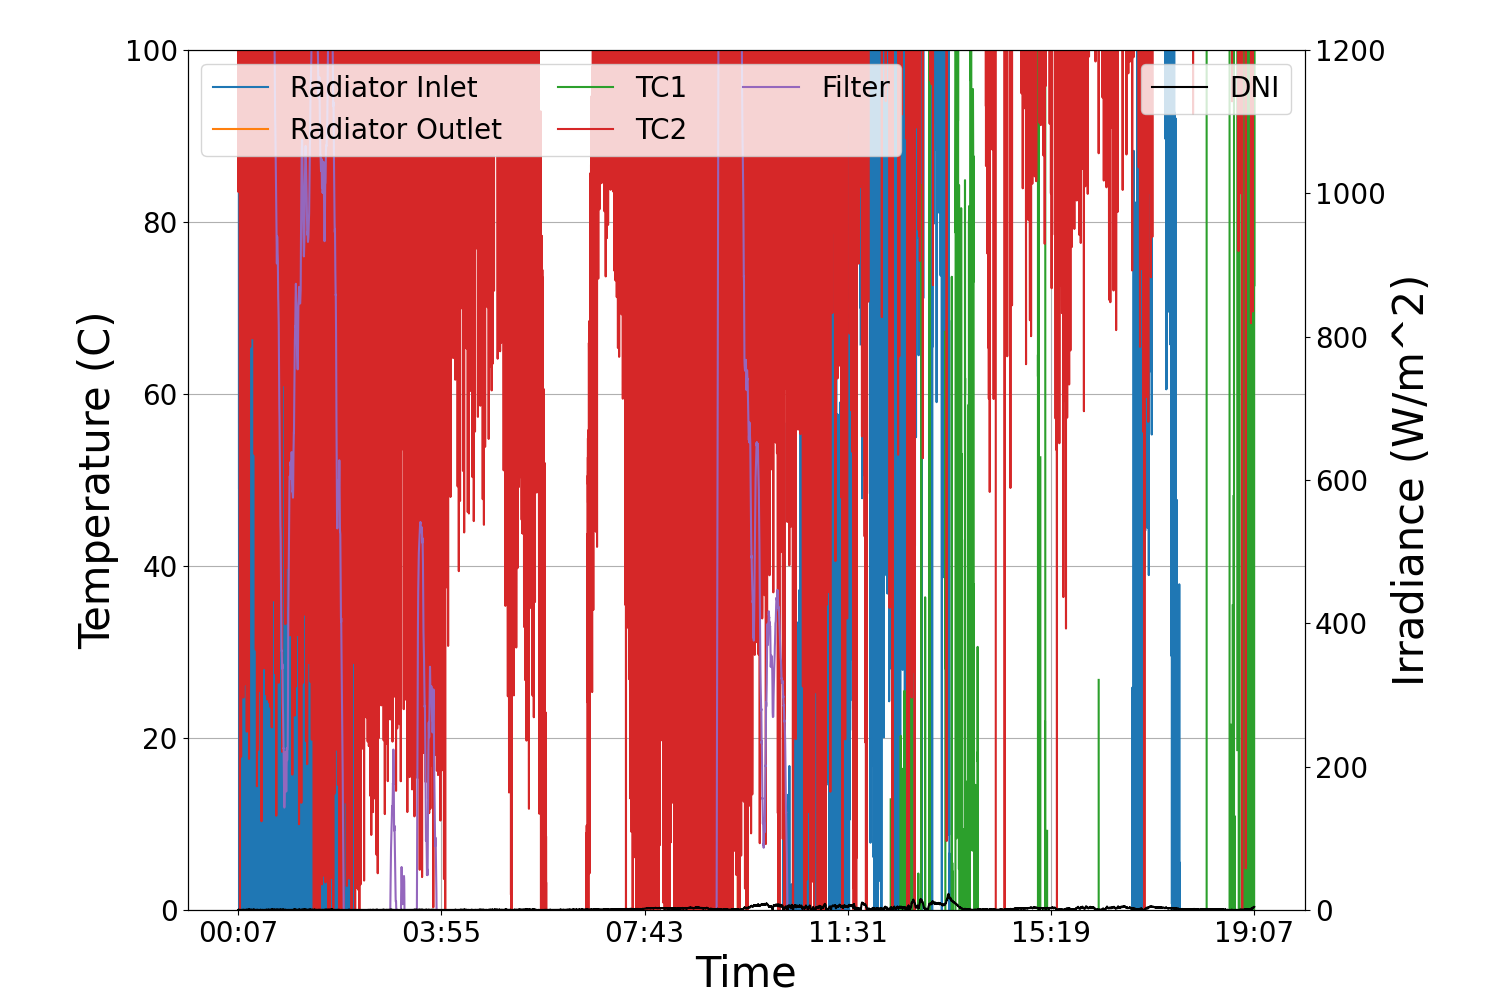 100
80
60
40
20
0
Temperature (C)
Radiator Inlet
Radiator Outlet
TC1
TC2
Filter
DNI
1200
1000
800
600
400
200
0
Irradiance (W/m^2)
00:07
03:55
07:43
11:31
15:19
19:07
Time